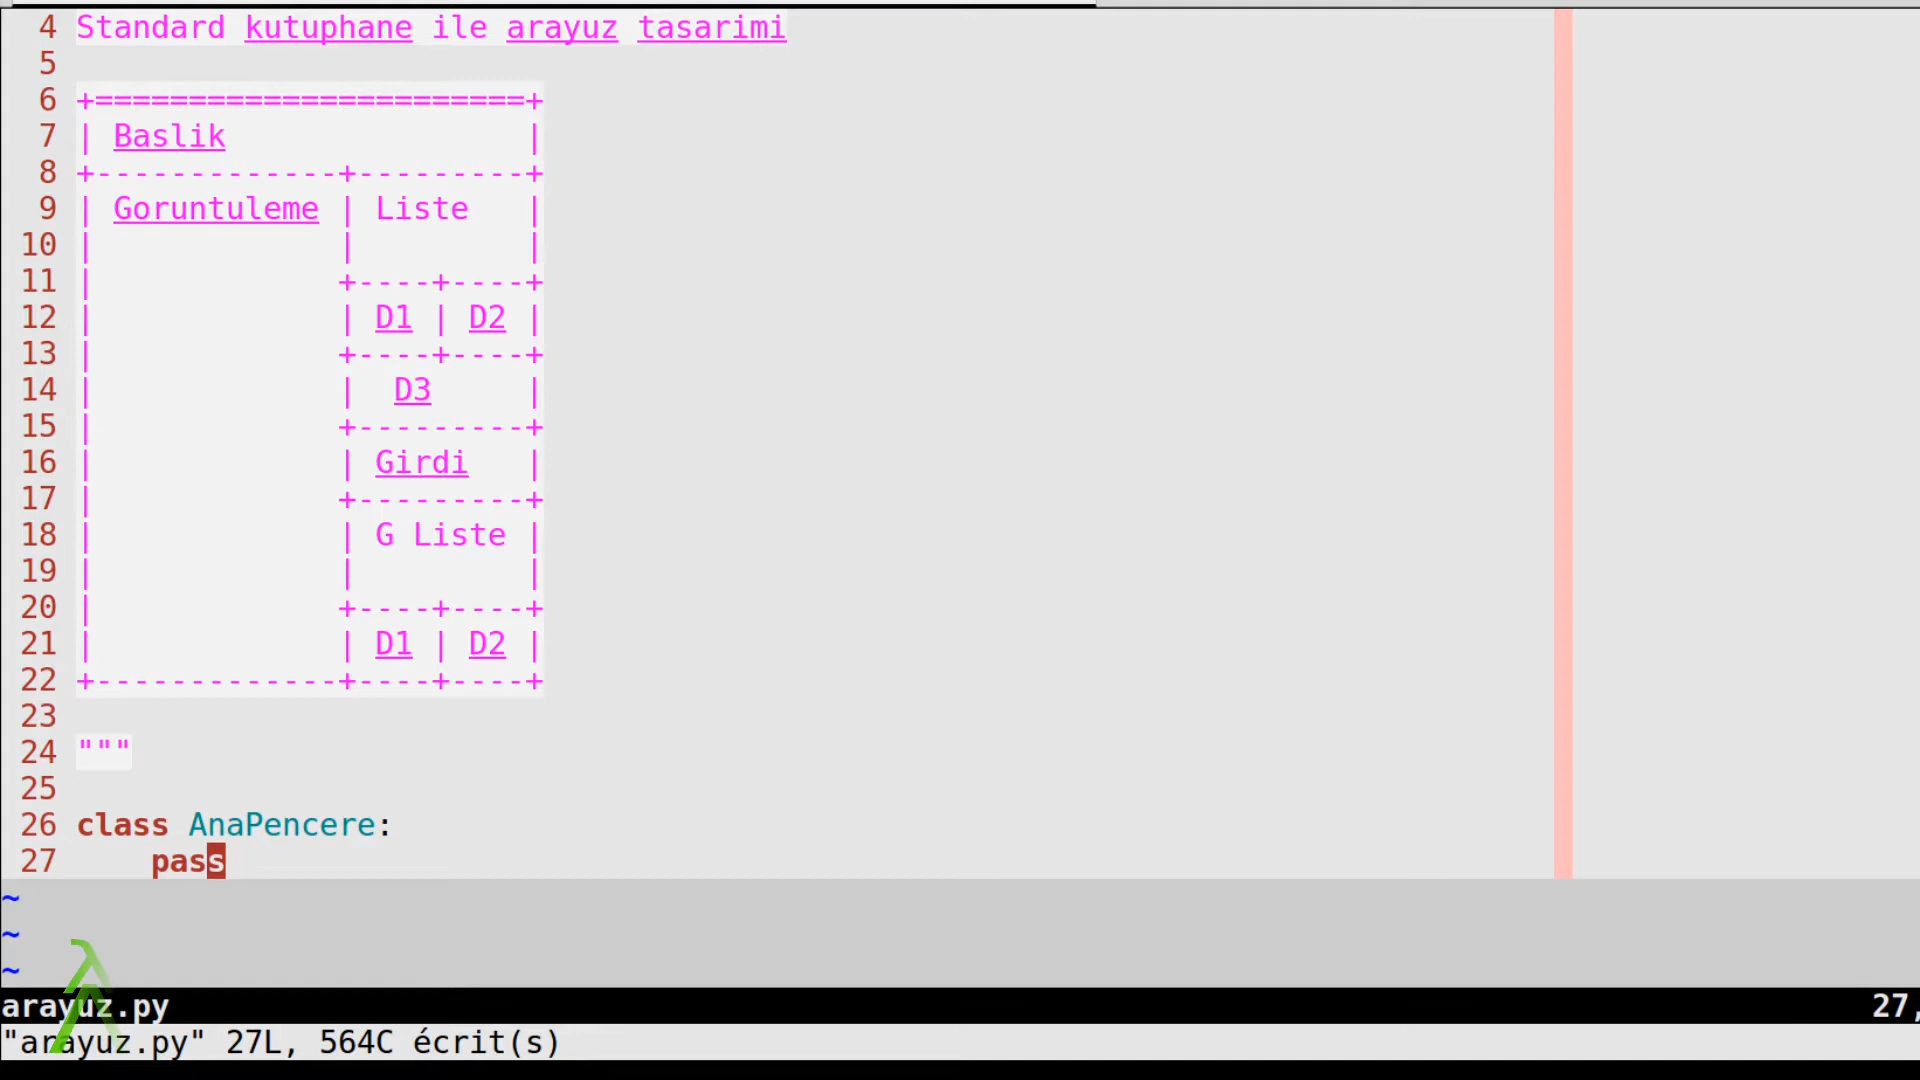 4 Standard kutuphane ile arayuz tasarimi
5
6 +=======================+
7 | Baslik                |
8 +-------------+---------+
9 | Goruntuleme | Liste   |
10 |             |         |
11 |             +----+----+
12 |             | D1 | D2 |
13 |             +----+----+
14 |             |  D3     |
15 |             +---------+
16 |             | Girdi   |
17 |             +---------+
18 |             | G Liste |
19 |             |         |
20 |             +----+----+
21 |             | D1 | D2 |
22 +-------------+----+----+
23
24 """
25
26 class AnaPencere:
27     pass
~
~
~
arayuz.py 27,
"arayuz.py" 27L, 564C écrit(s)